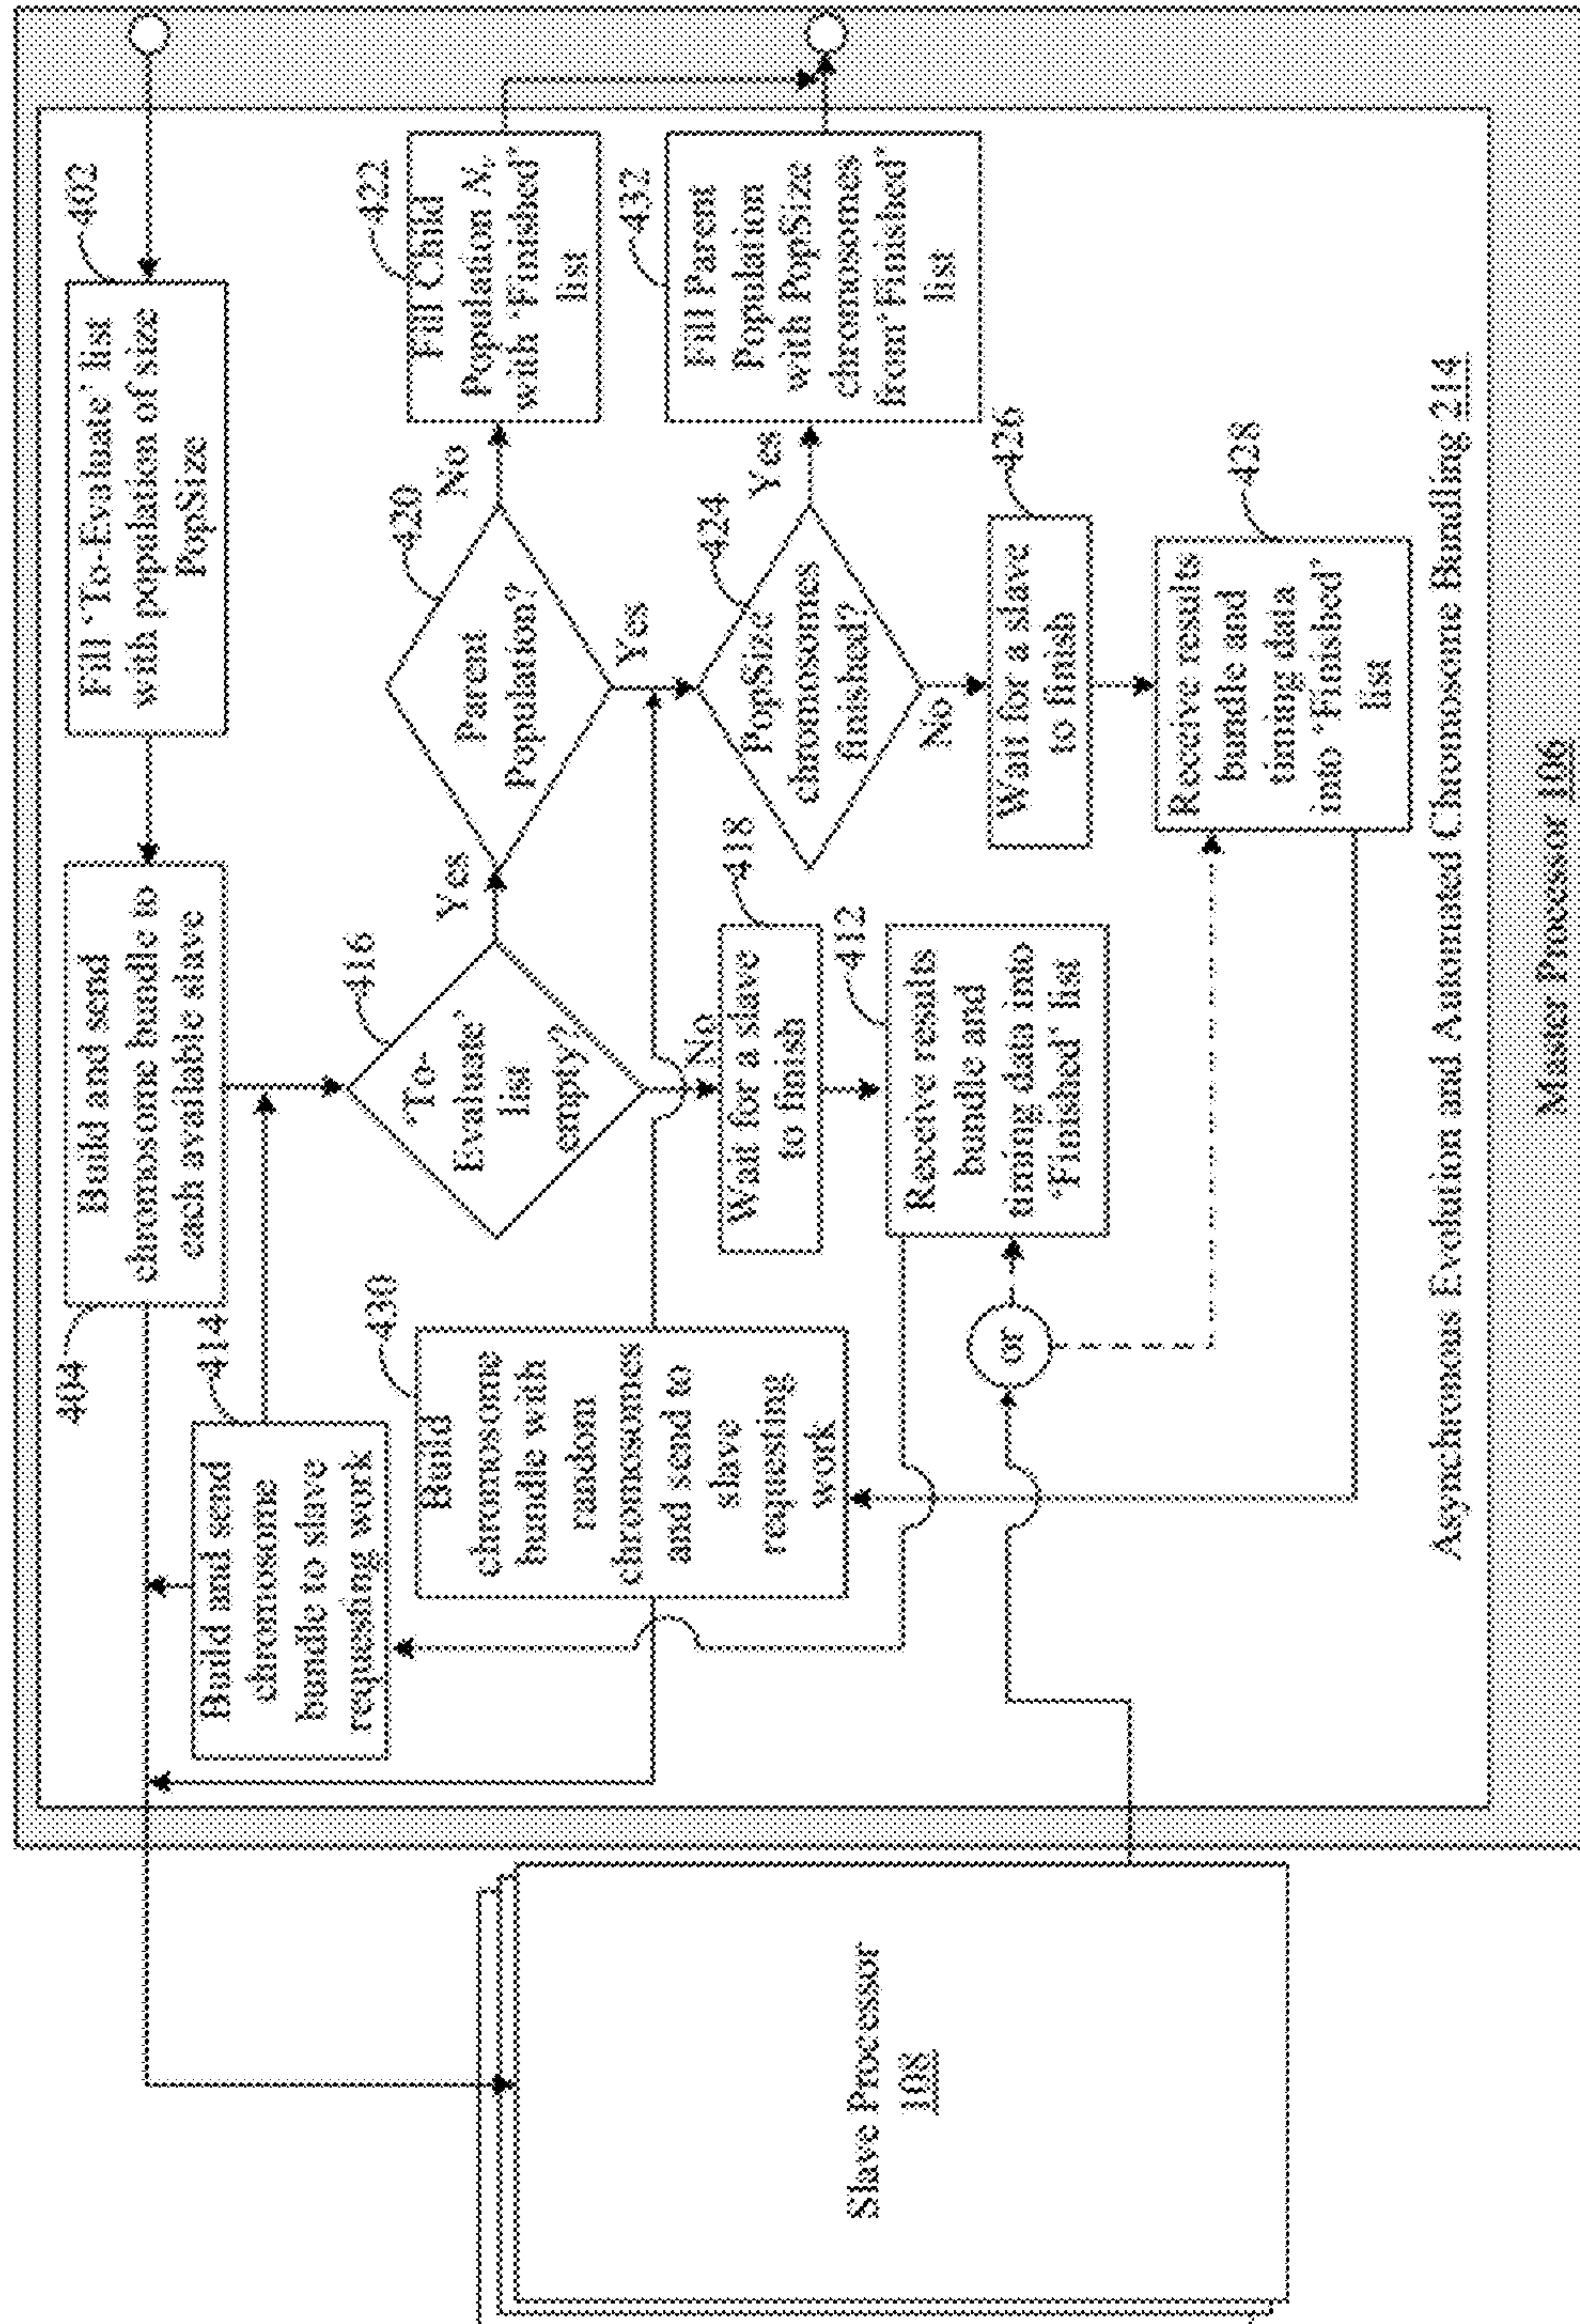 402
Fill 'To-Evaluate' list
with population of size
PopSize
404
Build and send
chromosome bundle to
each available slave
414
Build and send
chromosome
bundle to slave
requesting work
416
'To-
Evaluate'
list
empty?
Yes
No
420
Parent
Population?
No
Yes
422
Fill Child
Population N,
with 'Finished'
list
430
Build
chromosome
bundle with
random
chromosomes
and send to
slave
requesting
work
418
Wait for a slave
to finish
424
PopSize
chromosomes
finished?
Yes
No
432
Fill Parent
Population
with PopSize
chromosomes
from 'Finished'
list
412
Receive results
bundle and
timing data into
'Finished' list
or
426
Wait for a slave
to finish
428
Receive results
bundle and
timing data
into 'Finished'
list
Asynchronous Evolution and Automated Chromosome Bundling 214
Master Processor 106
Slave Processor
108